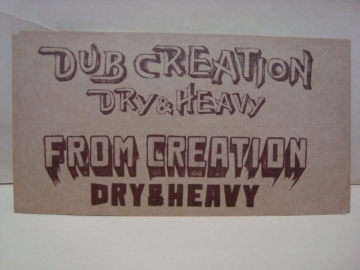 DUB CREATION
DRY & HEAVY
FROM CREATION
DRY&HEAVY